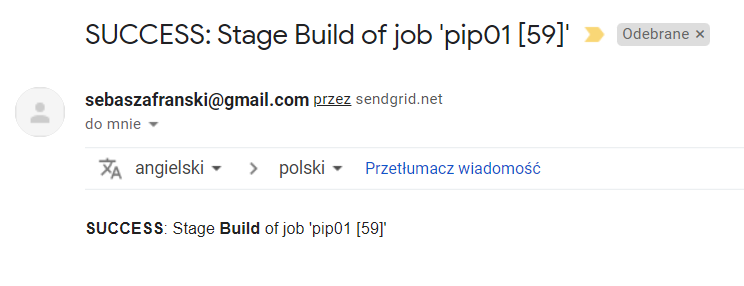 SUCCESS: Stage Build of job 'pip01 [59]' Odebrane ×
sebaszafranski@gmail.com przez sendgrid.net
do mnie
angielski > polski Przetłumacz wiadomość
SUCCESS: Stage Build of job 'pip01 [59]'